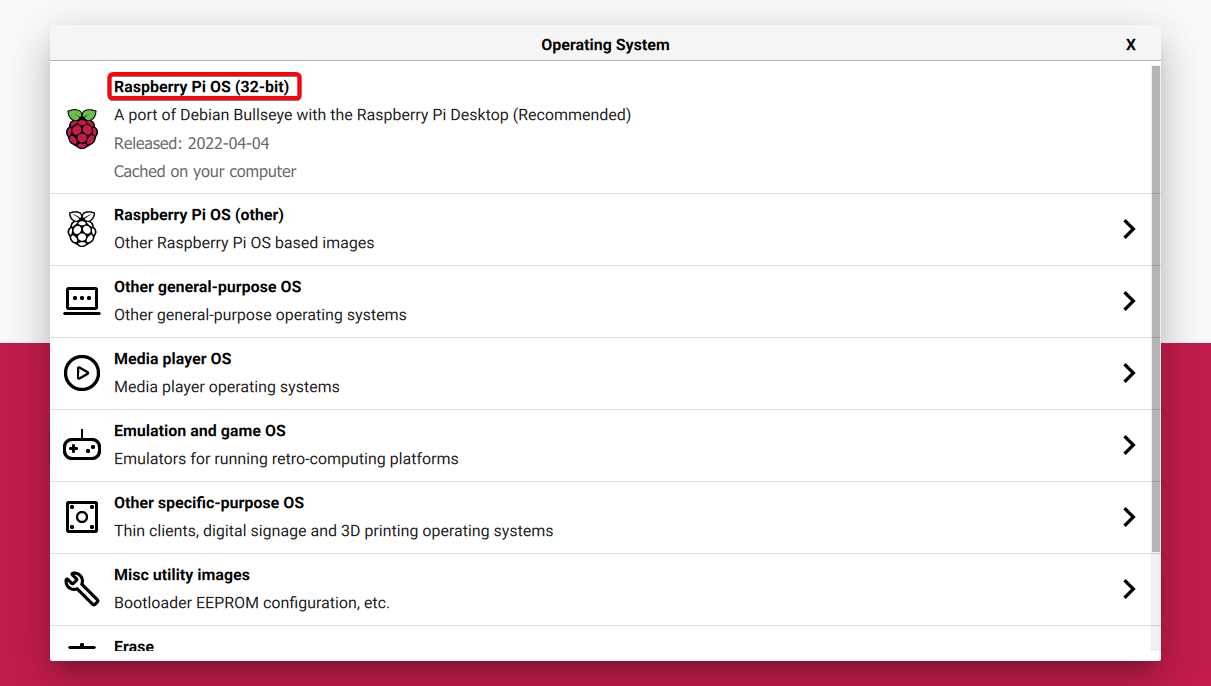 Operating System
X
Raspberry Pi OS (32-bit)
A port of Debian Bullseye with the Raspberry Pi Desktop (Recommended)
Released: 2022-04-04
Cached on your computer
Raspberry Pi OS (other)
Other Raspberry Pi OS based images
Other general-purpose OS
Other general-purpose operating systems
Media player OS
Media player operating systems
Emulation and game OS
Emulators for running retro-computing platforms
Other specific-purpose OS
Thin clients, digital signage and 3D printing operating systems
Misc utility images
Bootloader EEPROM configuration, etc.
Erase